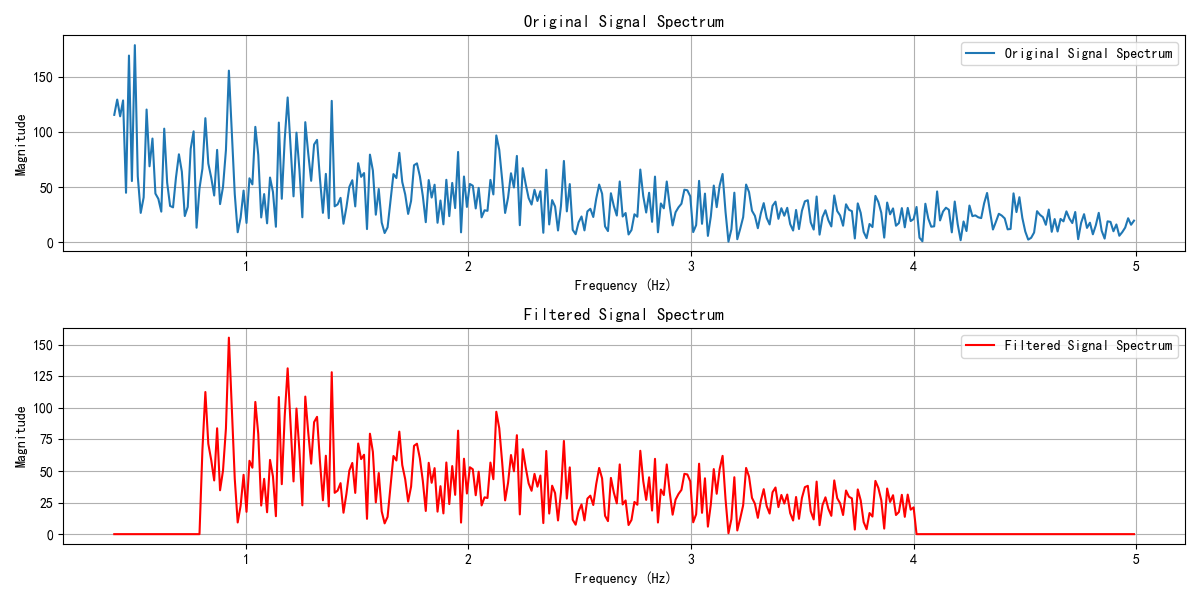 Original Signal Spectrum
Original Signal Spectrum
Magnitude
150
100
50
0
1 2 3 4 5
Frequency (Hz)
Filtered Signal Spectrum
Filtered Signal Spectrum
Magnitude
150
125
100
75
50
25
0
1 2 3 4 5
Frequency (Hz)